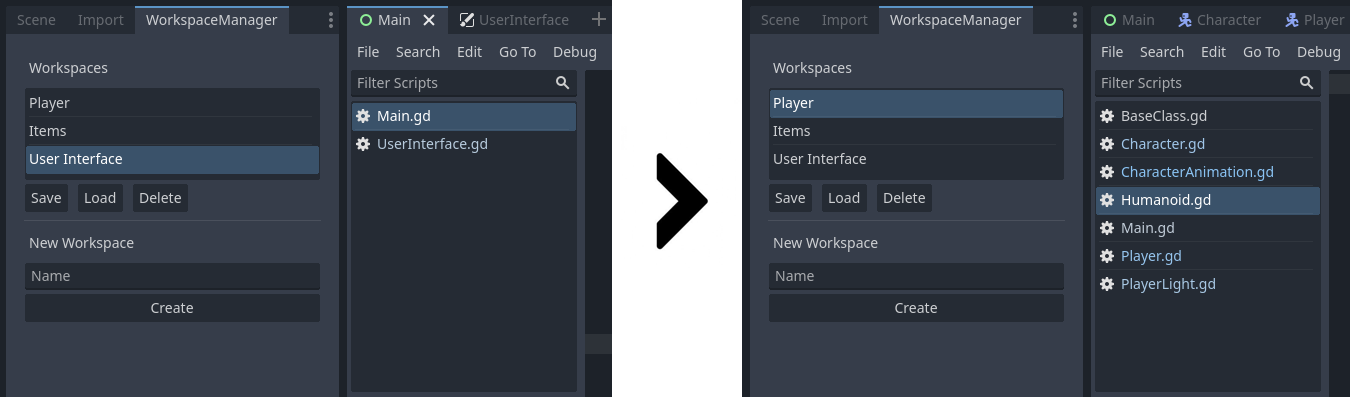 Scene Import WorkspaceManager
Workspaces
Player
Items
User Interface
Save Load Delete
New Workspace
Name
Create
Main UserInterface
File Search Edit Go To Debug
Filter Scripts
Main.gd
UserInterface.gd
Scene Import WorkspaceManager
Workspaces
Player
Items
User Interface
Save Load Delete
New Workspace
Name
Create
Main Character Player
File Search Edit Go To Debug
Filter Scripts
BaseClass.gd
Character.gd
CharacterAnimation.gd
Humanoid.gd
Main.gd
Player.gd
PlayerLight.gd